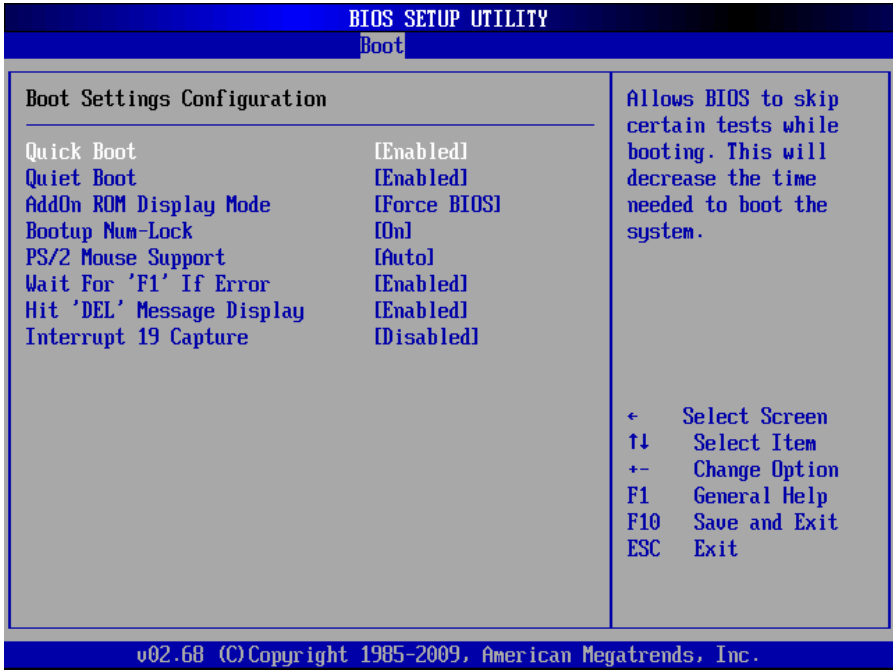 BIOS SETUP UTILITY
Boot
Boot Settings Configuration
Quick Boot [Enabled]
Quiet Boot [Enabled]
AddOn ROM Display Mode [Force BIOS]
Bootup Num-Lock [On]
PS/2 Mouse Support [Auto]
Wait For 'F1' If Error [Enabled]
Hit 'DEL' Message Display [Enabled]
Interrupt 19 Capture [Disabled]
Allows BIOS to skip
certain tests while
booting. This will
decrease the time
needed to boot the
system.
← Select Screen
↑↓ Select Item
+- Change Option
F1 General Help
F10 Save and Exit
ESC Exit
v02.68 (C)Copyright 1985-2009, American Megatrends, Inc.